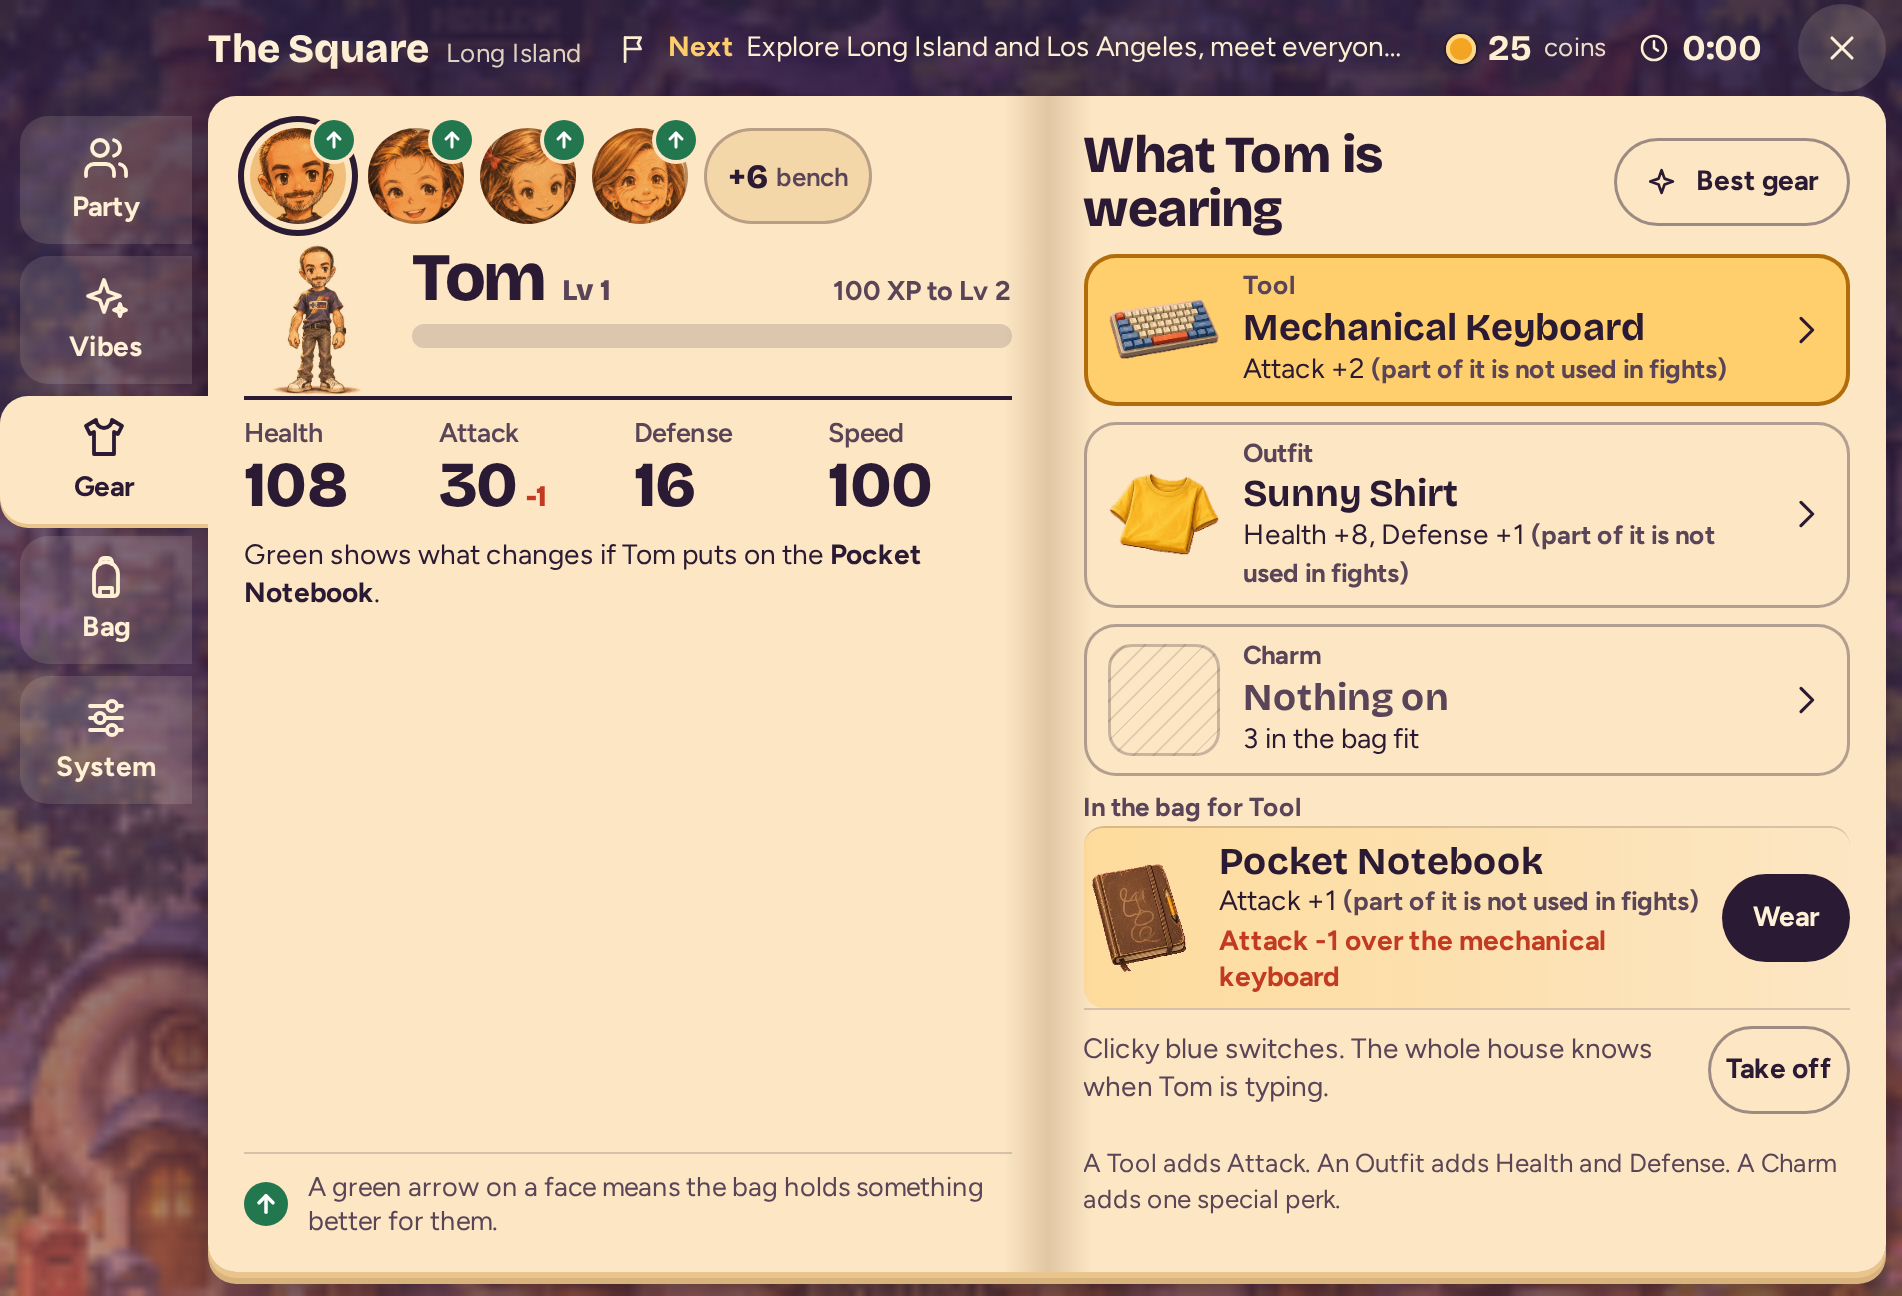 The Square Long Island Next Explore Long Island and Los Angeles, meet everyon... 25 coins 0:00
Party
Vibes
Gear
Bag
System
+6 bench
Tom Lv 1 100 XP to Lv 2
Health Attack Defense Speed
108 30 -1 16 100
Green shows what changes if Tom puts on the Pocket
Notebook.
A green arrow on a face means the bag holds something
better for them.
What Tom is
wearing
Best gear
Tool
Mechanical Keyboard
Attack +2 (part of it is not used in fights)
Outfit
Sunny Shirt
Health +8, Defense +1 (part of it is not
used in fights)
Charm
Nothing on
3 in the bag fit
In the bag for Tool
Pocket Notebook
Attack +1 (part of it is not used in fights)
Attack -1 over the mechanical
keyboard
Wear
Clicky blue switches. The whole house knows
when Tom is typing.
Take off
A Tool adds Attack. An Outfit adds Health and Defense. A Charm
adds one special perk.